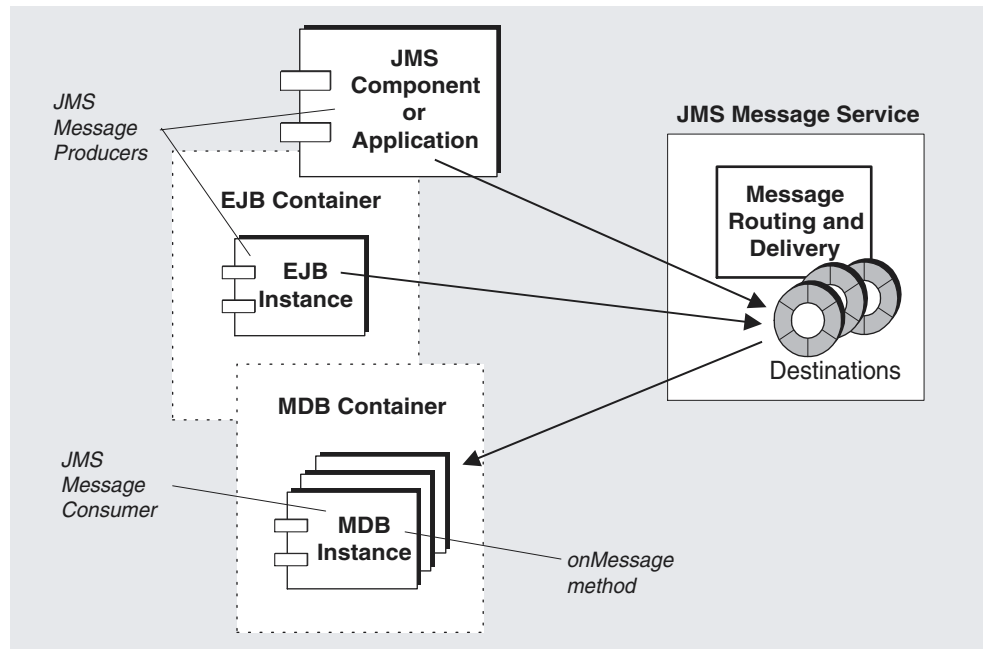 JMS
Component
or
Application
JMS
Message
Producers
JMS Message Service
Message
Routing and
Delivery
EJB Container
EJB
Instance
Destinations
MDB Container
JMS
Message
Consumer
MDB
Instance
onMessage
method